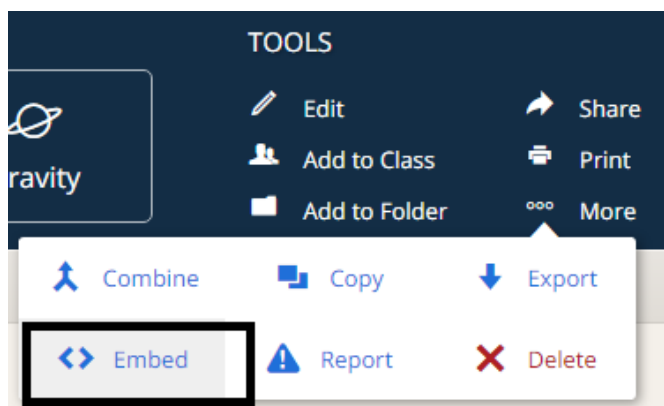 TOOLS
Edit
Share
ravity
Add to Class
Print
Add to Folder
More
Combine
Copy
Export
Embed
Report
Delete